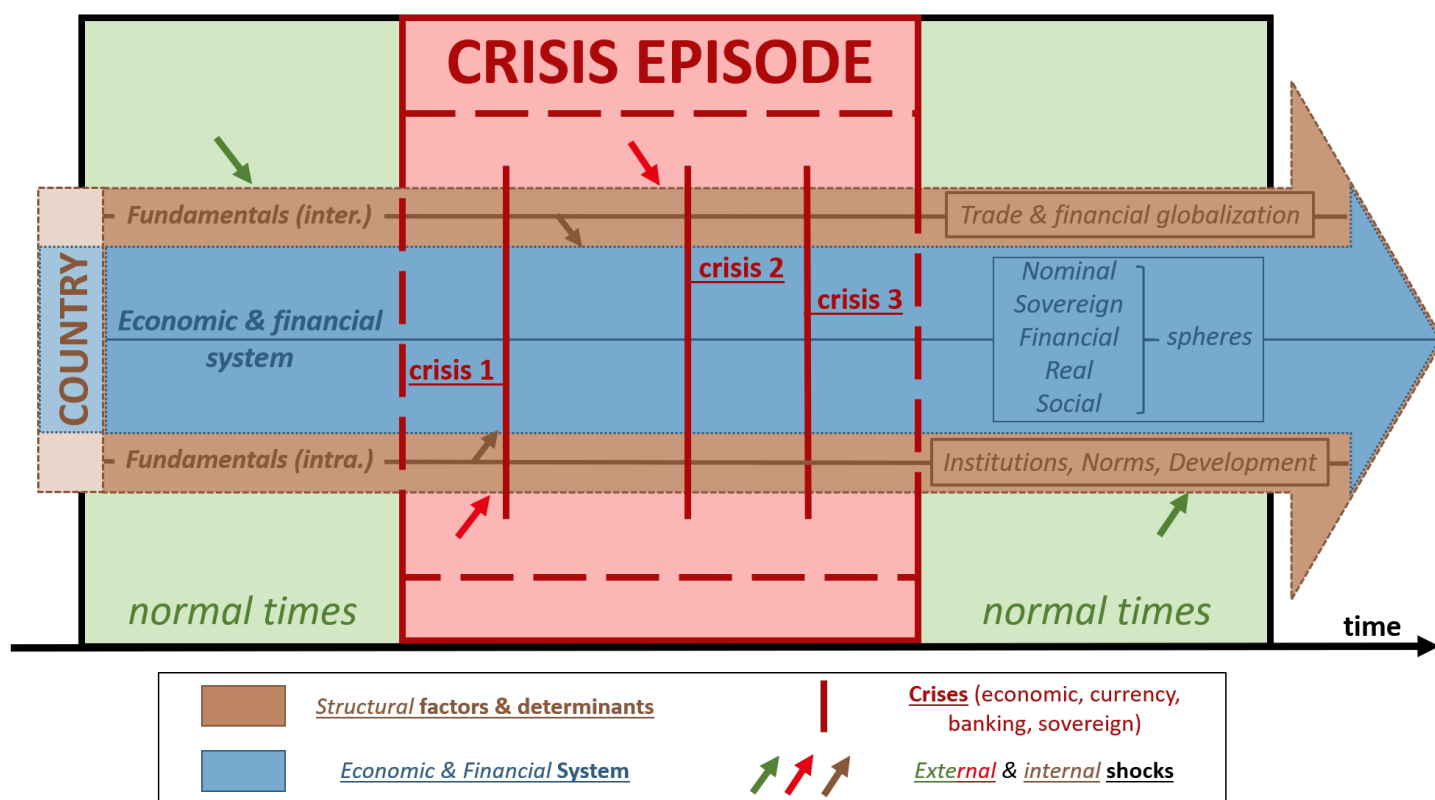 CRISIS EPISODE
COUNTRY
Fundamentals (inter.)
Trade & financial globalization
crisis 2
crisis 3
Economic & financial
system
crisis 1
Nominal
Sovereign
Financial
Real
Social
spheres
Fundamentals (intra.)
Institutions, Norms, Development
normal times
normal times
time
Structural factors & determinants
Crises (economic, currency,
banking, sovereign)
Economic & Financial System
External & internal shocks